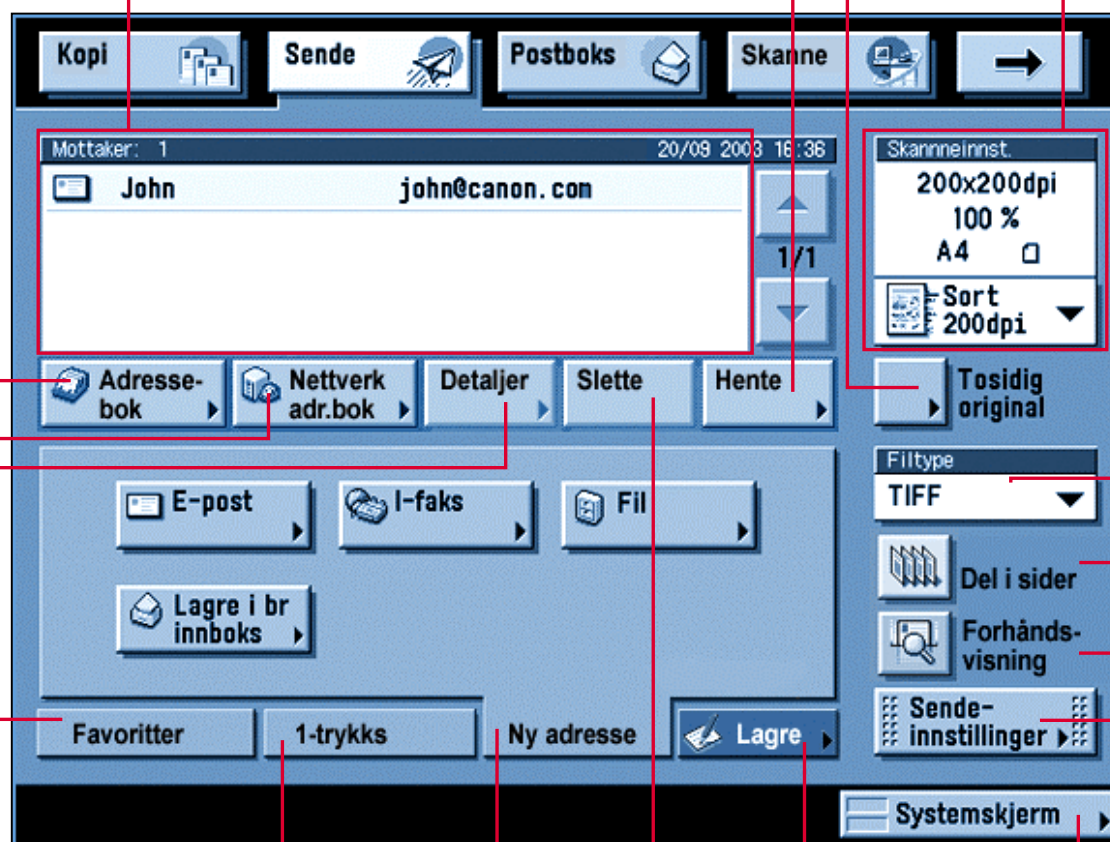 Kopi
Sende
Postboks
Skanne
Mottaker: 1
20/09 2003 16:36
John
john@canon.com
1/1
Skannneinnst.
200x200dpi
100 %
A4
Sort
200dpi
Adresse-
bok
Nettverk
adr.bok
Detaljer
Slette
Hente
Tosidig
original
E-post
I-faks
Fil
Lagre i br
innboks
Filtype
TIFF
Del i sider
Forhånds-
visning
Sende-
innstillinger
Favoritter
1-trykks
Ny adresse
Lagre
Systemskjerm